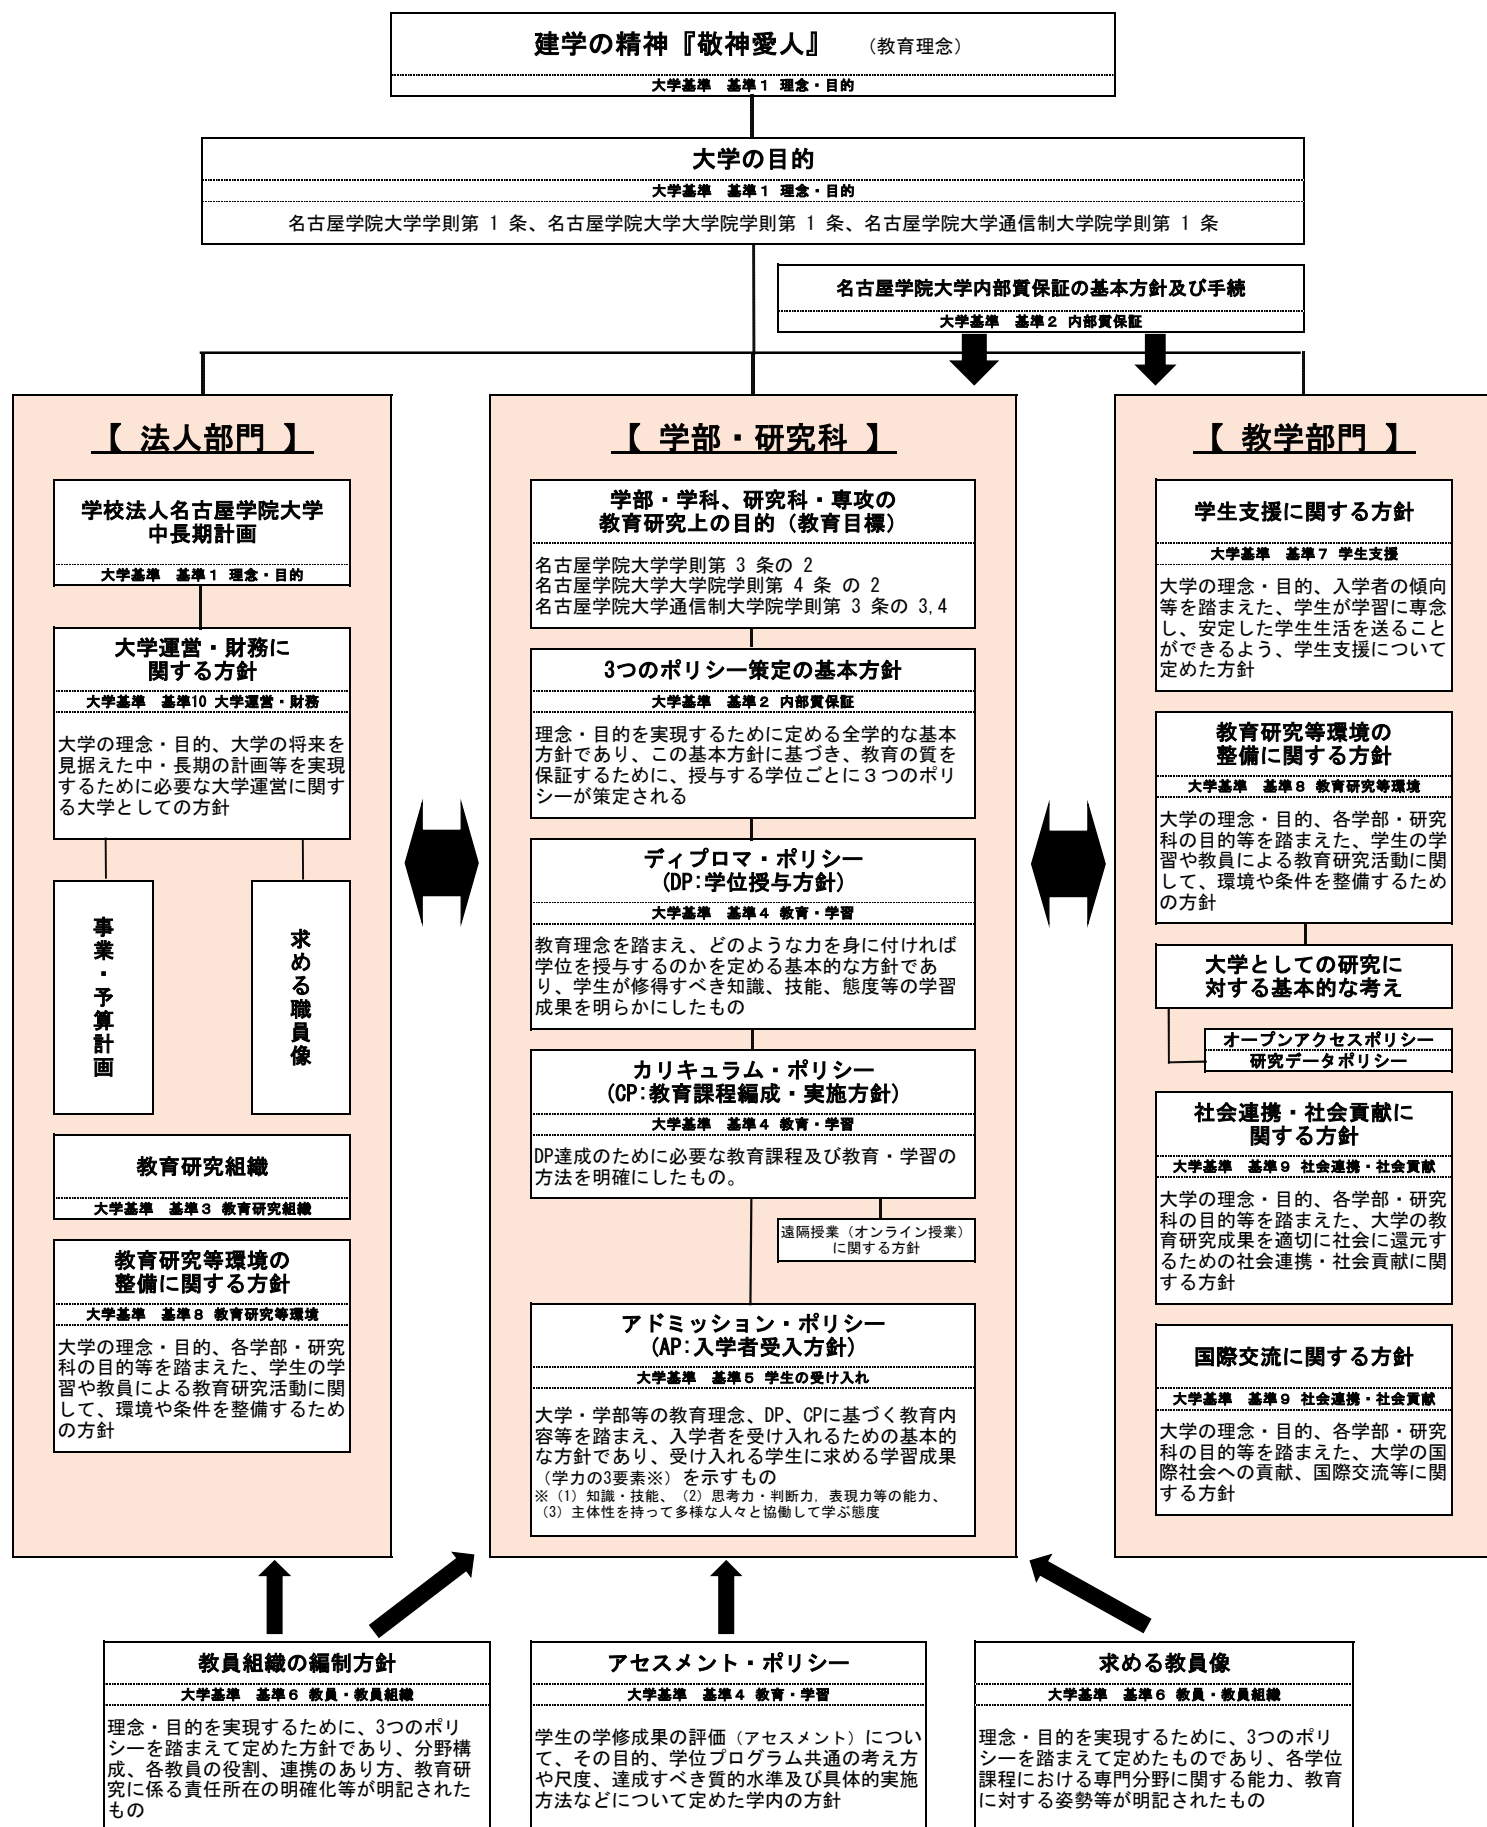 建学の精神『敬神愛人』 （教育理念）
大学基準 基準１ 理念・目的
大学の目的
大学基準 基準１ 理念・目的
名古屋学院大学学則第 1 条、名古屋学院大学大学院学則第 1 条、名古屋学院大学通信制大学院学則第 1 条
名古屋学院大学内部質保証の基本方針及び手続
大学基準 基準２ 内部質保証
【 法人部門 】
学校法人名古屋学院大学
中長期計画
大学基準 基準１ 理念・目的
大学運営・財務に
関する方針
大学基準 基準10 大学運営・財務
大学の理念・目的、大学の将来を
見据えた中・長期の計画等を実現
するために必要な大学運営に関す
る大学としての方針
事業・予算計画
求める職員像
教育研究組織
大学基準 基準３ 教育研究組織
教育研究等環境の
整備に関する方針
大学基準 基準８ 教育研究等環境
大学の理念・目的、各学部・研究
科の目的等を踏まえた、学生の学
習や教員による教育研究活動に関
して、環境や条件を整備するため
の方針
【 学部・研究科 】
学部・学科、研究科・専攻の
教育研究上の目的（教育目標）
名古屋学院大学学則第 3 条の 2
名古屋学院大学大学院学則第 4 条 の 2
名古屋学院大学通信制大学院学則第 3 条の 3,4
3つのポリシー策定の基本方針
大学基準 基準２ 内部質保証
理念・目的を実現するために定める全学的な基本
方針であり、この基本方針に基づき、教育の質を
保証するために、授与する学位ごとに３つのポリ
シーが策定される
ディプロマ・ポリシー
(DP:学位授与方針)
大学基準 基準４ 教育・学習
教育理念を踏まえ、どのような力を身に付ければ
学位を授与するのかを定める基本的な方針であ
り、学生が修得すべき知識、技能、態度等の学習
成果を明らかにしたもの
カリキュラム・ポリシー
(CP:教育課程編成・実施方針)
大学基準 基準４ 教育・学習
DP達成のために必要な教育課程及び教育・学習の
方法を明確にしたもの。
遠隔授業（オンライン授業）
に関する方針
アドミッション・ポリシー
(AP:入学者受入方針)
大学基準 基準５ 学生の受け入れ
大学・学部等の教育理念、DP、CPに基づく教育内
容等を踏まえ、入学者を受け入れるための基本的
な方針であり、受け入れる学生に求める学習成果
（学力の3要素※）を示すもの
※（1）知識・技能、（2）思考力・判断力, 表現力等の能力、
（3）主体性を持って多様な人々と協働して学ぶ態度
【 教学部門 】
学生支援に関する方針
大学基準 基準７ 学生支援
大学の理念・目的、入学者の傾向
等を踏まえた、学生が学習に専念
し、安定した学生生活を送ること
ができるよう、学生支援について
定めた方針
教育研究等環境の
整備に関する方針
大学基準 基準８ 教育研究等環境
大学の理念・目的、各学部・研究
科の目的等を踏まえた、学生の学
習や教員による教育研究活動に関
して、環境や条件を整備するため
の方針
大学としての研究に
対する基本的な考え
オープンアクセスポリシー
研究データポリシー
社会連携・社会貢献に
関する方針
大学基準 基準９ 社会連携・社会貢献
大学の理念・目的、各学部・研究
科の目的等を踏まえた、大学の教
育研究成果を適切に社会に還元す
るための社会連携・社会貢献に関
する方針
国際交流に関する方針
大学基準 基準９ 社会連携・社会貢献
大学の理念・目的、各学部・研究
科の目的等を踏まえた、大学の国
際社会への貢献、国際交流等に関
する方針
教員組織の編制方針
大学基準 基準６ 教員・教員組織
理念・目的を実現するために、3つのポリ
シーを踏まえて定めた方針であり、分野構
成、各教員の役割、連携のあり方、教育研
究に係る責任所在の明確化等が明記された
もの
アセスメント・ポリシー
大学基準 基準４ 教育・学習
学生の学修成果の評価（アセスメント）につい
て、その目的、学位プログラム共通の考え方
や尺度、達成すべき質的水準及び具体的実施
方法などについて定めた学内の方針
求める教員像
大学基準 基準６ 教員・教員組織
理念・目的を実現するために、3つのポリ
シーを踏まえて定めたものであり、各学位
課程における専門分野に関する能力、教育
に対する姿勢等が明記されたもの